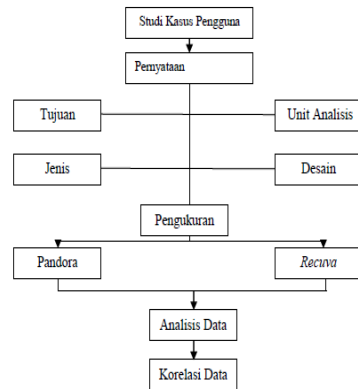 Studi Kasus Pengguna
Pernyataan
Tujuan
Unit Analisis
Jenis
Desain
Pengukuran
Pandora
Recuva
Analisis Data
Korelasi Data